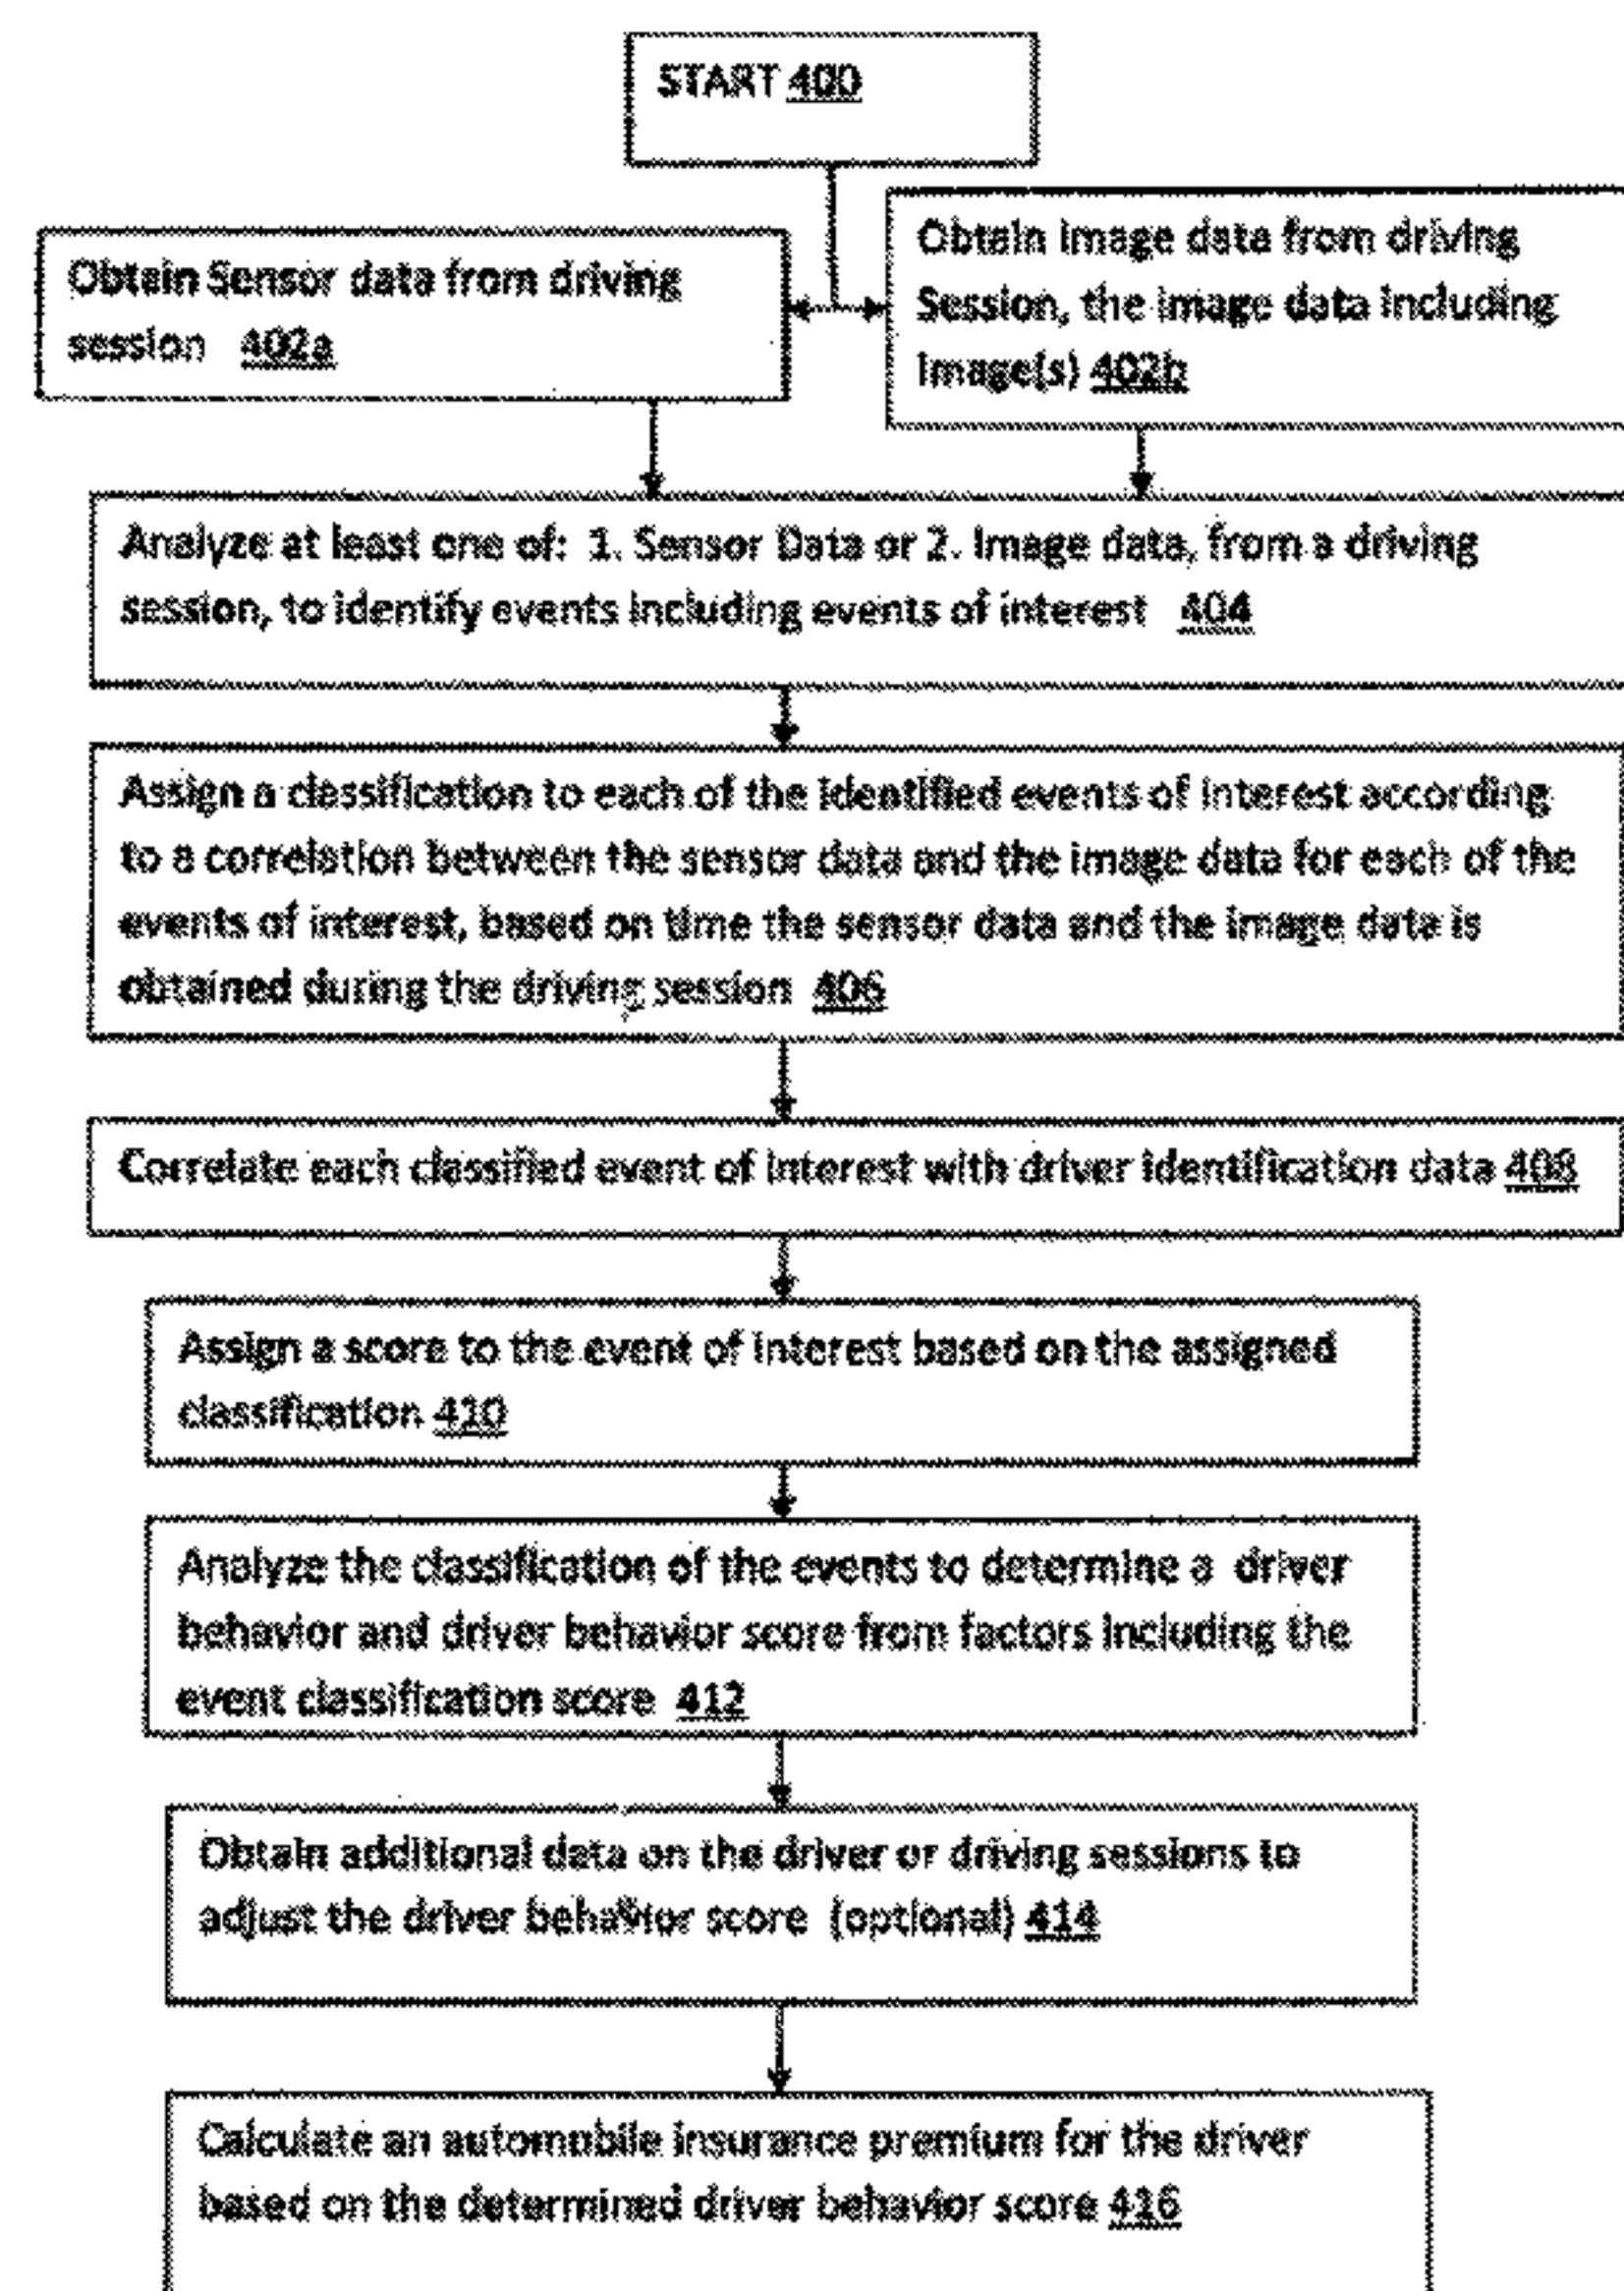 START 400
Obtain Sensor data from driving
session 402a
Obtain image data from driving
Session, the image data including
image(s) 402b
Analyze at least one of: 1. Sensor Data or 2. Image data, from a driving
session, to identify events including events of interest 404
Assign a classification to each of the identified events of interest according
to a correlation between the sensor data and the image data for each of the
events of interest, based on time the sensor data and the image data is
obtained during the driving session 406
Correlate each classified event of interest with driver identification data 408
Assign a score to the event of interest based on the assigned
classification 410
Analyze the classification of the events to determine a driver
behavior and driver behavior score from factors including the
event classification score 412
Obtain additional data on the driver or driving sessions to
adjust the driver behavior score (optional) 414
Calculate an automobile insurance premium for the driver
based on the determined driver behavior score 416